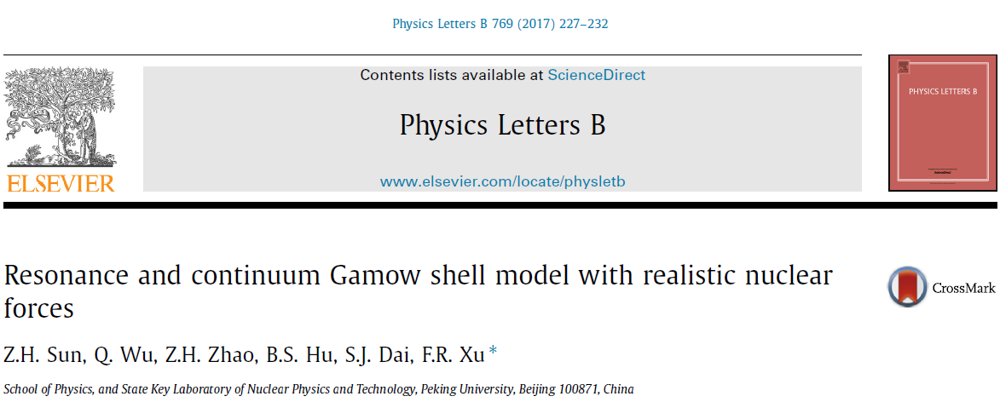 Physics Letters B 769 (2017) 227–232
Contents lists available at ScienceDirect
Physics Letters B
www.elsevier.com/locate/physletb
ELSEVIER
PHYSICS LETTERS B
Resonance and continuum Gamow shell model with realistic nuclear
forces
CrossMark
Z.H. Sun, Q. Wu, Z.H. Zhao, B.S. Hu, S.J. Dai, F.R. Xu *
School of Physics, and State Key Laboratory of Nuclear Physics and Technology, Peking University, Beijing 100871, China